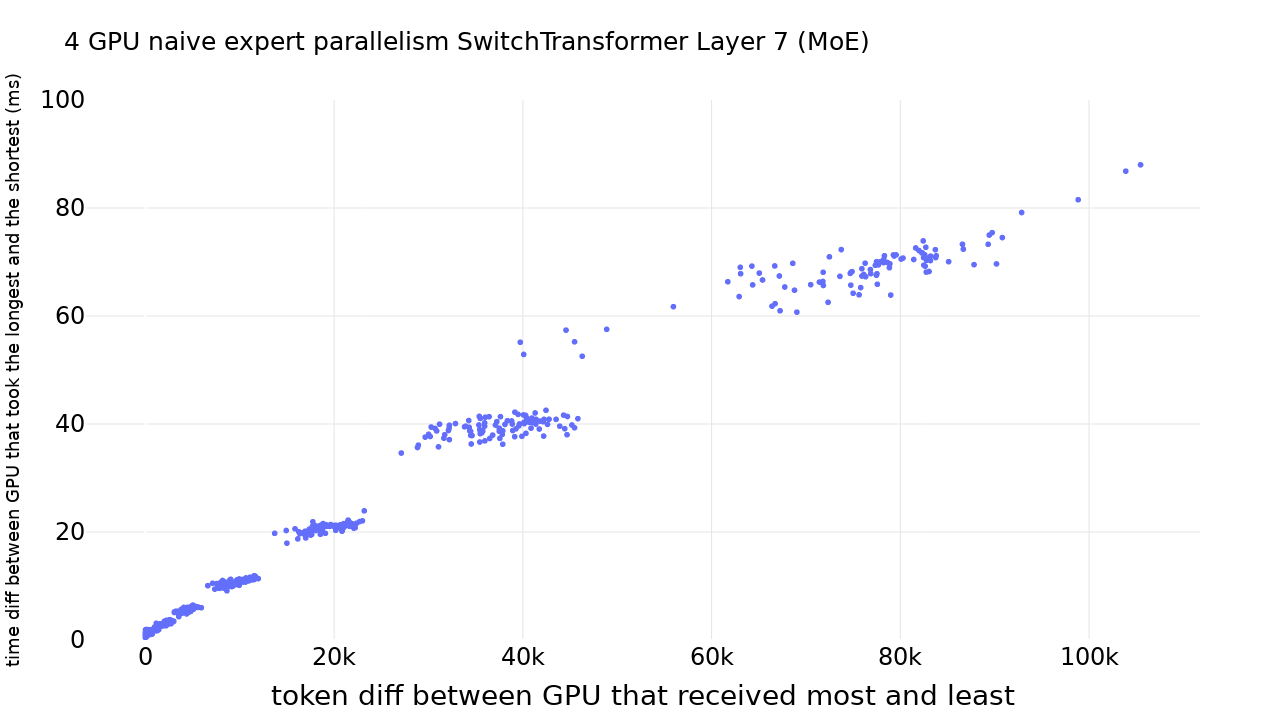 4 GPU naive expert parallelism SwitchTransformer Layer 7 (MoE)
time diff between GPU that took the longest and the shortest (ms)
100
80
60
40
20
0
0 20k 40k 60k 80k 100k
token diff between GPU that received most and least